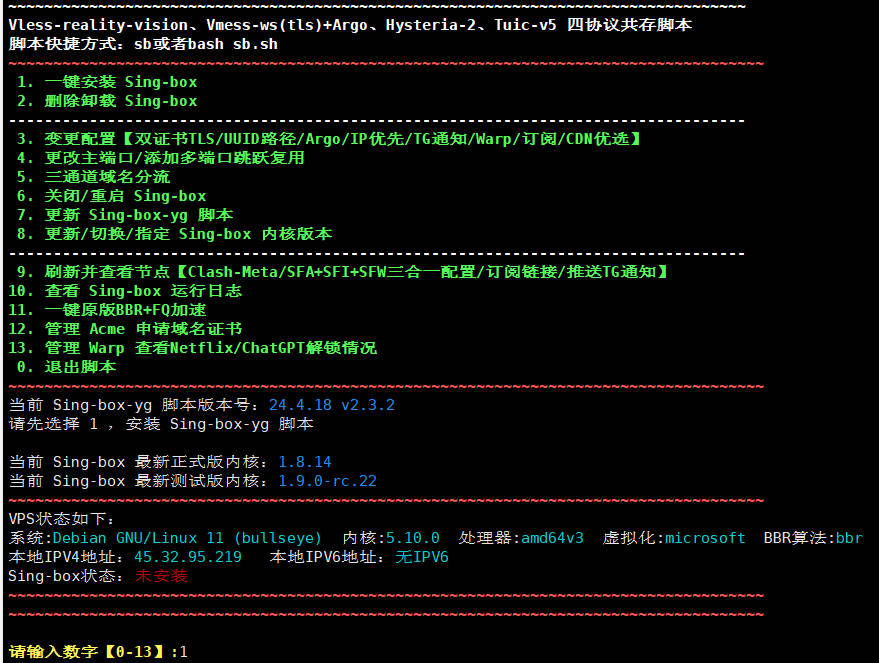 ~~~~~~~~~~~~~~~~~~~~~~~~~~~~~~~~~~~~~~~~~~~~~~~~~~~~~~~~~~~~~~~~~~~~~~~~~~~~~~~~~~
Vless-reality-vision、Vmess-ws(tls)+Argo、Hysteria-2、Tuic-v5 四协议共存脚本
脚本快捷方式：sb或者bash sb.sh
~~~~~~~~~~~~~~~~~~~~~~~~~~~~~~~~~~~~~~~~~~~~~~~~~~~~~~~~~~~~~~~~~~~~~~~~~~~~~~~~~~~~
1. 一键安装 Sing-box
2. 删除卸载 Sing-box
----------------------------------------------------------------------------------
3. 变更配置【双证书TLS/UUID路径/Argo/IP优先/TG通知/Warp/订阅/CDN优选】
4. 更改主端口/添加多端口跳跃复用
5. 三通道域名分流
6. 关闭/重启 Sing-box
7. 更新 Sing-box-yg 脚本
8. 更新/切换/指定 Sing-box 内核版本
----------------------------------------------------------------------------------
9. 刷新并查看节点【Clash-Meta/SFA+SFI+SFW三合一配置/订阅链接/推送TG通知】
10. 查看 Sing-box 运行日志
11. 一键原版BBR+FQ加速
12. 管理 Acme 申请域名证书
13. 管理 Warp 查看Netflix/ChatGPT解锁情况
0. 退出脚本
~~~~~~~~~~~~~~~~~~~~~~~~~~~~~~~~~~~~~~~~~~~~~~~~~~~~~~~~~~~~~~~~~~~~~~~~~~~~~~~~~~~~
当前 Sing-box-yg 脚本版本号：24.4.18 v2.3.2
请先选择 1 ，安装 Sing-box-yg 脚本
当前 Sing-box 最新正式版内核：1.8.14
当前 Sing-box 最新测试版内核：1.9.0-rc.22
~~~~~~~~~~~~~~~~~~~~~~~~~~~~~~~~~~~~~~~~~~~~~~~~~~~~~~~~~~~~~~~~~~~~~~~~~~~~~~~~~~~~
VPS状态如下：
系统:Debian GNU/Linux 11 (bullseye) 内核:5.10.0 处理器:amd64v3 虚拟化:microsoft BBR算法:bbr
本地IPV4地址：45.32.95.219 本地IPV6地址：无IPV6
Sing-box状态：未安装
~~~~~~~~~~~~~~~~~~~~~~~~~~~~~~~~~~~~~~~~~~~~~~~~~~~~~~~~~~~~~~~~~~~~~~~~~~~~~~~~~~~~
~~~~~~~~~~~~~~~~~~~~~~~~~~~~~~~~~~~~~~~~~~~~~~~~~~~~~~~~~~~~~~~~~~~~~~~~~~~~~~~~~~~~
请输入数字【0-13】:1